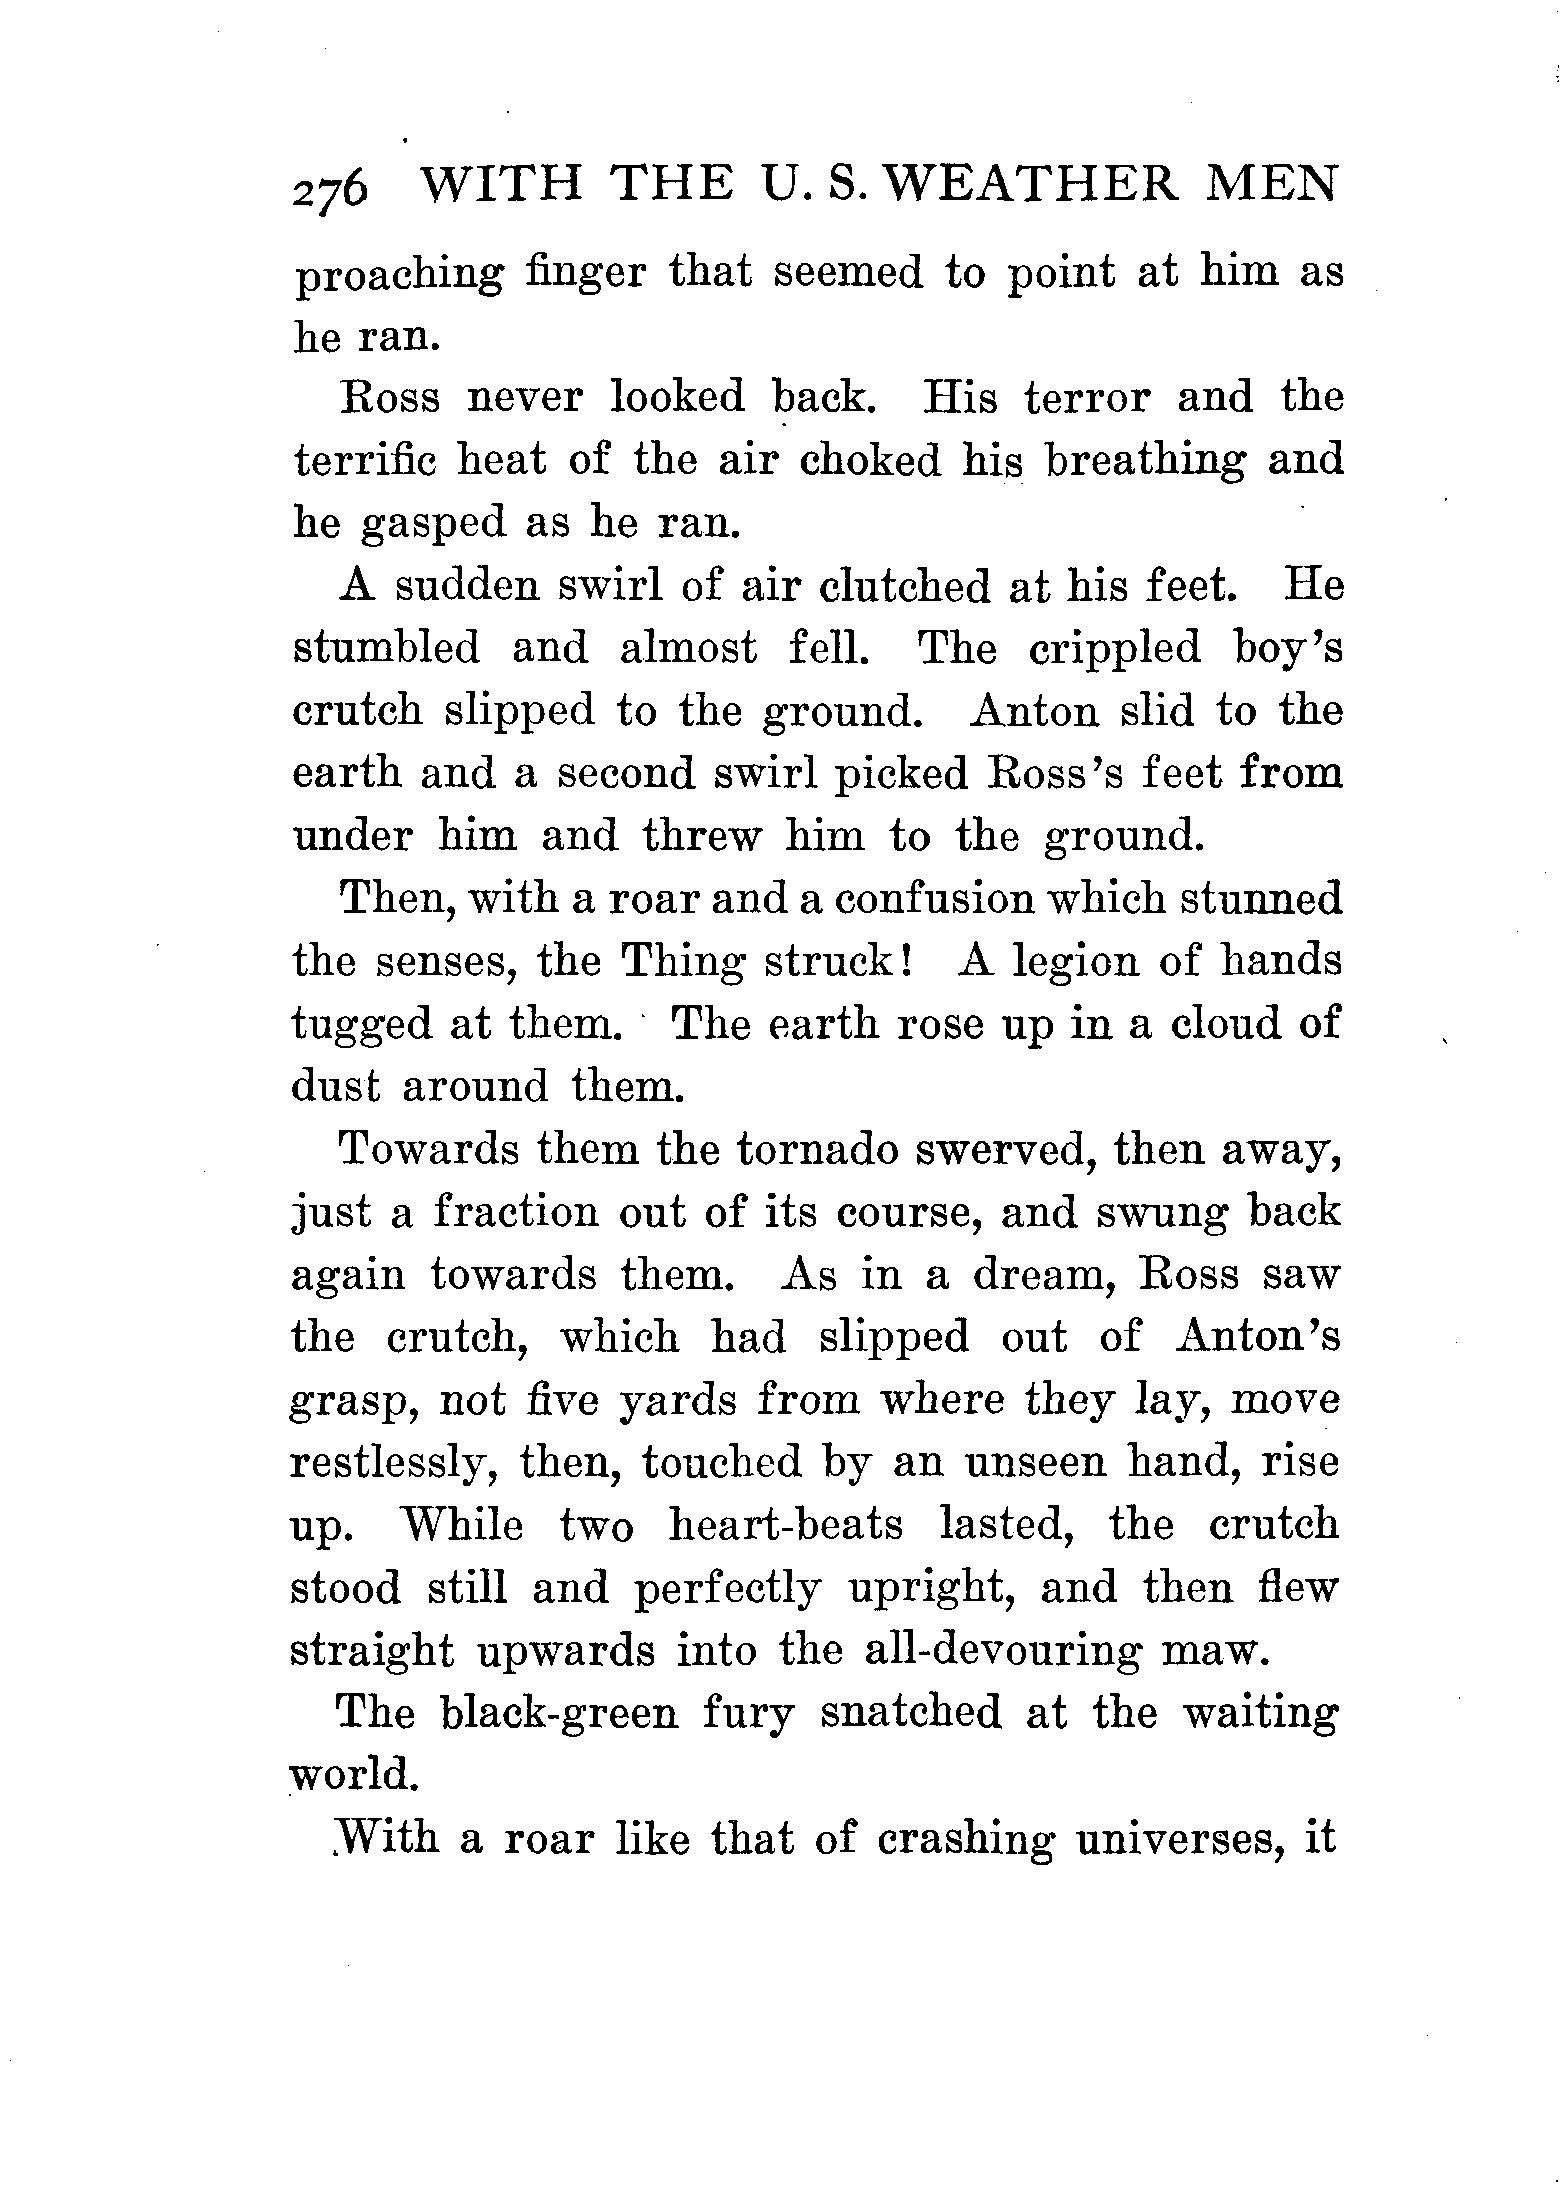 276 WITH THE U. S. WEATHER MEN
proaching finger that seemed to point at him as
he ran.
Ross never looked back. His terror and the
terrific heat of the air choked his breathing and
he gasped as he ran.
A sudden swirl of air clutched at his feet. He
stumbled and almost fell. The crippled boy's
crutch slipped to the ground. Anton slid to the
earth and a second swirl picked Ross's feet from
under him and threw him to the ground.
Then, with a roar and a confusion which stunned
the senses, the Thing struck! A legion of hands
tugged at them. The earth rose up in a cloud of
dust around them.
Towards them the tornado swerved, then away,
just a fraction out of its course, and swung back
again towards them. As in a dream, Ross saw
the crutch, which had slipped out of Anton's
grasp, not five yards from where they lay, move
restlessly, then, touched by an unseen hand, rise
up. While two heart-beats lasted, the crutch
stood still and perfectly upright, and then flew
straight upwards into the all-devouring maw.
The black-green fury snatched at the waiting
world.
With a roar like that of crashing universes, it